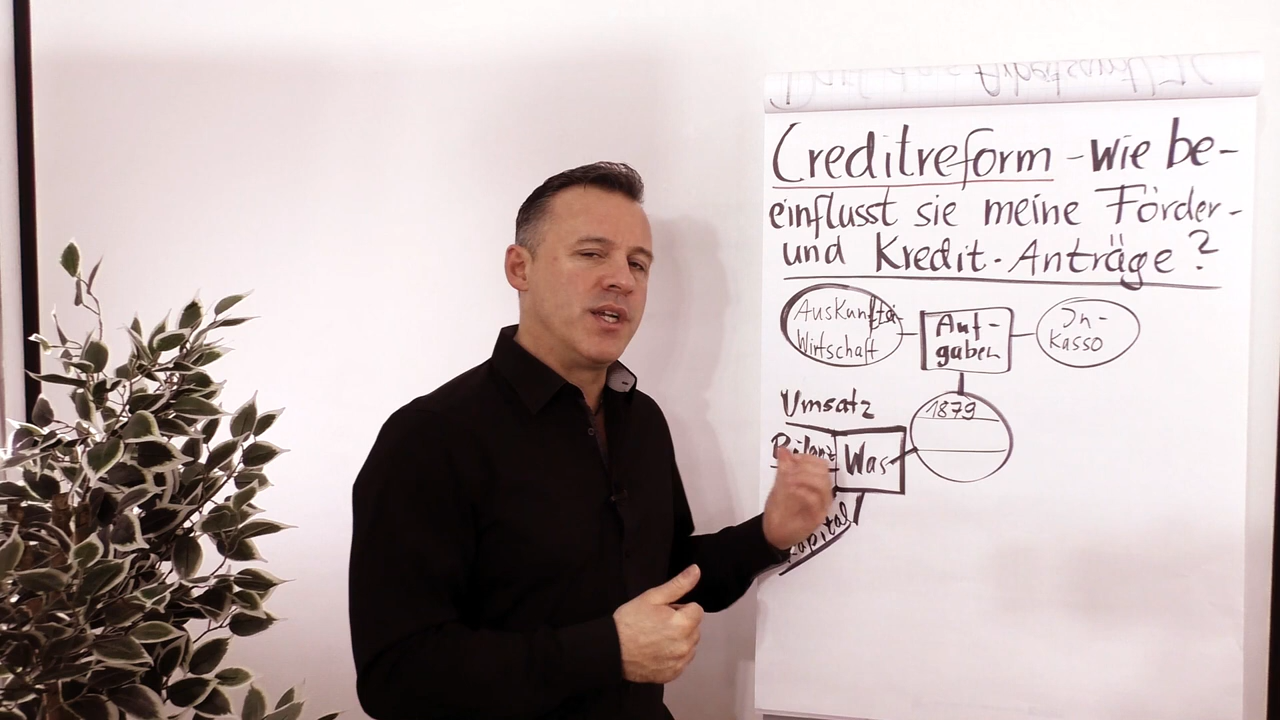 Creditreform - Wie be-
einflusst sie meine Förder-
und Kredit-Anträge?
Auskunftei-
Wirtschaft
Auf-
gaben
In-
kasso
Umsatz
1879
Bilanz
Was
Kapital